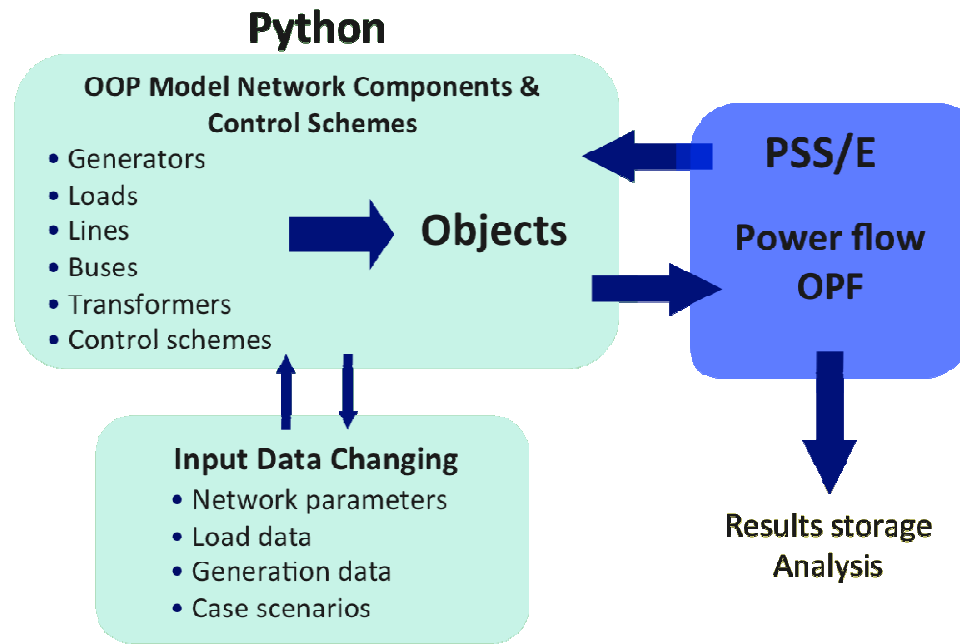 Python
OOP Model Network Components &
Control Schemes
• Generators
• Loads
• Lines
• Buses
• Transformers
• Control schemes
Objects
PSS/E
Power flow
OPF
Input Data Changing
• Network parameters
• Load data
• Generation data
• Case scenarios
Results storage
Analysis